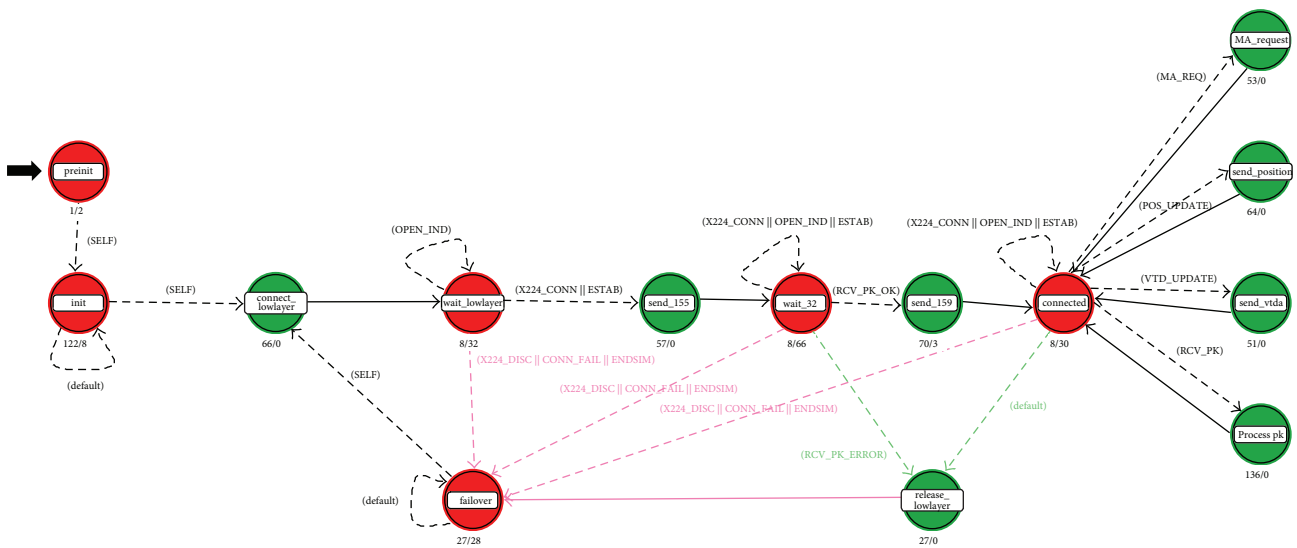 MA_request
53/0
(MA_REQ)
preinit
1/2
send_position
64/0
(POS_UPDATE)
(SELF)
(OPEN_IND)
(X224_CONN || OPEN_IND || ESTAB)
(X224_CONN || OPEN_IND || ESTAB)
init
122/8
(default)
(SELF)
connect_
lowlayer
66/0
wait_lowlayer
8/32
(X224_CONN || ESTAB)
send_155
57/0
wait_32
8/66
(RCV_PK_OK)
send_159
70/3
connected
8/30
(VTD_UPDATE)
send_vtda
51/0
(RCV_PK)
(SELF)
(X224_DISC || CONN_FAIL || ENDSIM)
(X224_DISC || CONN_FAIL || ENDSIM)
(X224_DISC || CONN_FAIL || ENDSIM)
(default)
Process pk
136/0
(RCV_PK_ERROR)
(default)
failover
27/28
release_
lowlayer
27/0